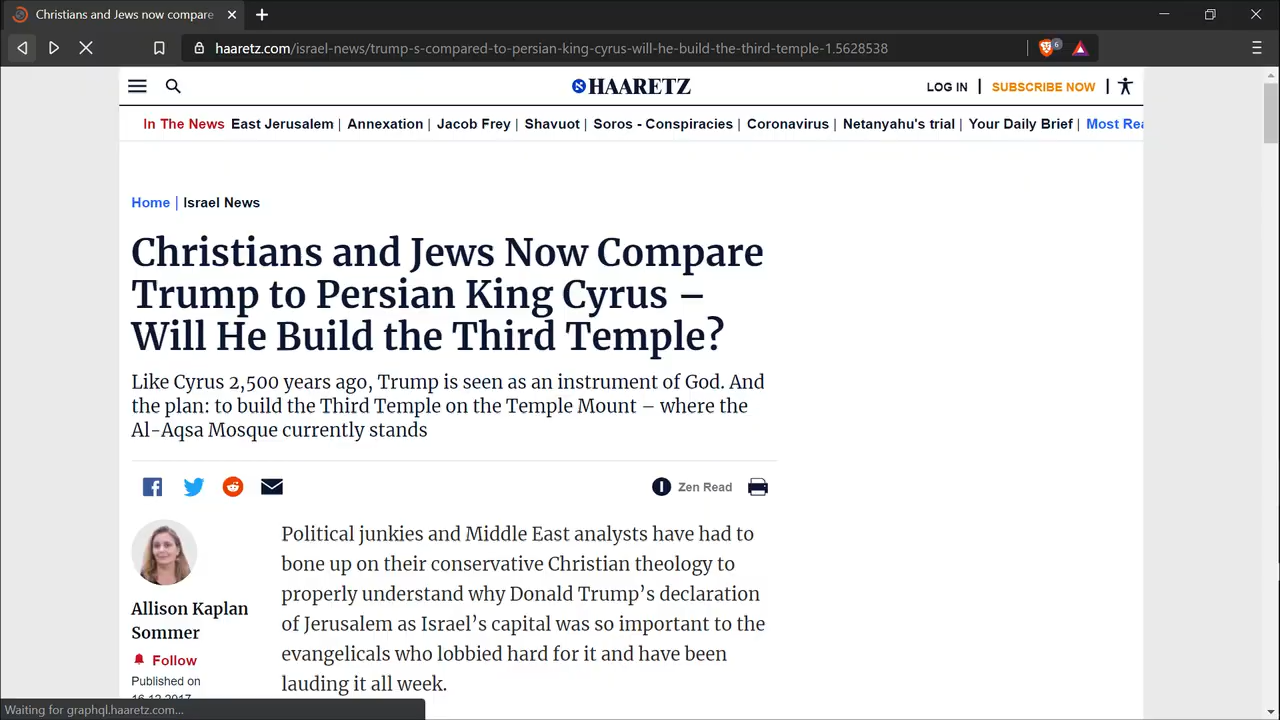 Christians and Jews now compare
haaretz.com/israel-news/trump-s-compared-to-persian-king-cyrus-will-he-build-the-third-temple-1.5628538
6
HAARETZ
LOG IN | SUBSCRIBE NOW |
In The News East Jerusalem | Annexation | Jacob Frey | Shavuot | Soros - Conspiracies | Coronavirus | Netanyahu's trial | Your Daily Brief | Most Rea
Home | Israel News
Christians and Jews Now Compare
Trump to Persian King Cyrus –
Will He Build the Third Temple?
Like Cyrus 2,500 years ago, Trump is seen as an instrument of God. And
the plan: to build the Third Temple on the Temple Mount – where the
Al-Aqsa Mosque currently stands
Zen Read
Allison Kaplan
Sommer
Follow
Published on
16.12.2017
Political junkies and Middle East analysts have had to
bone up on their conservative Christian theology to
properly understand why Donald Trump's declaration
of Jerusalem as Israel's capital was so important to the
evangelicals who lobbied hard for it and have been
lauding it all week.
Waiting for graphql.haaretz.com...